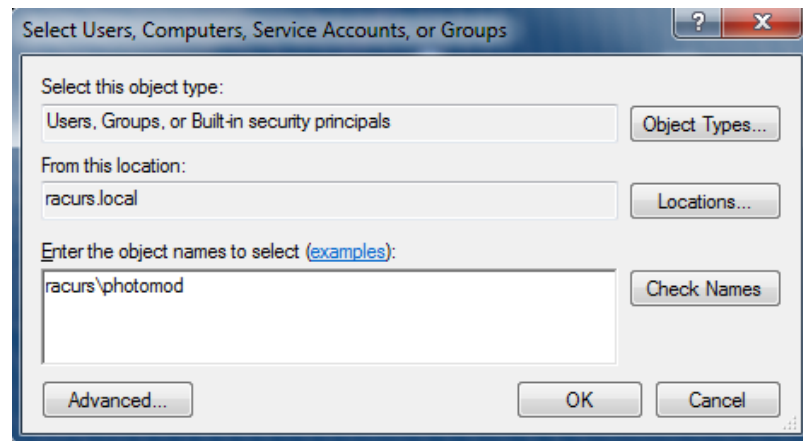 Select Users, Computers, Service Accounts, or Groups
?
X
Select this object type:
Users, Groups, or Built-in security principals
Object Types...
From this location:
racurs.local
Locations...
Enter the object names to select (examples):
racurs\photomod
Check Names
Advanced...
OK
Cancel